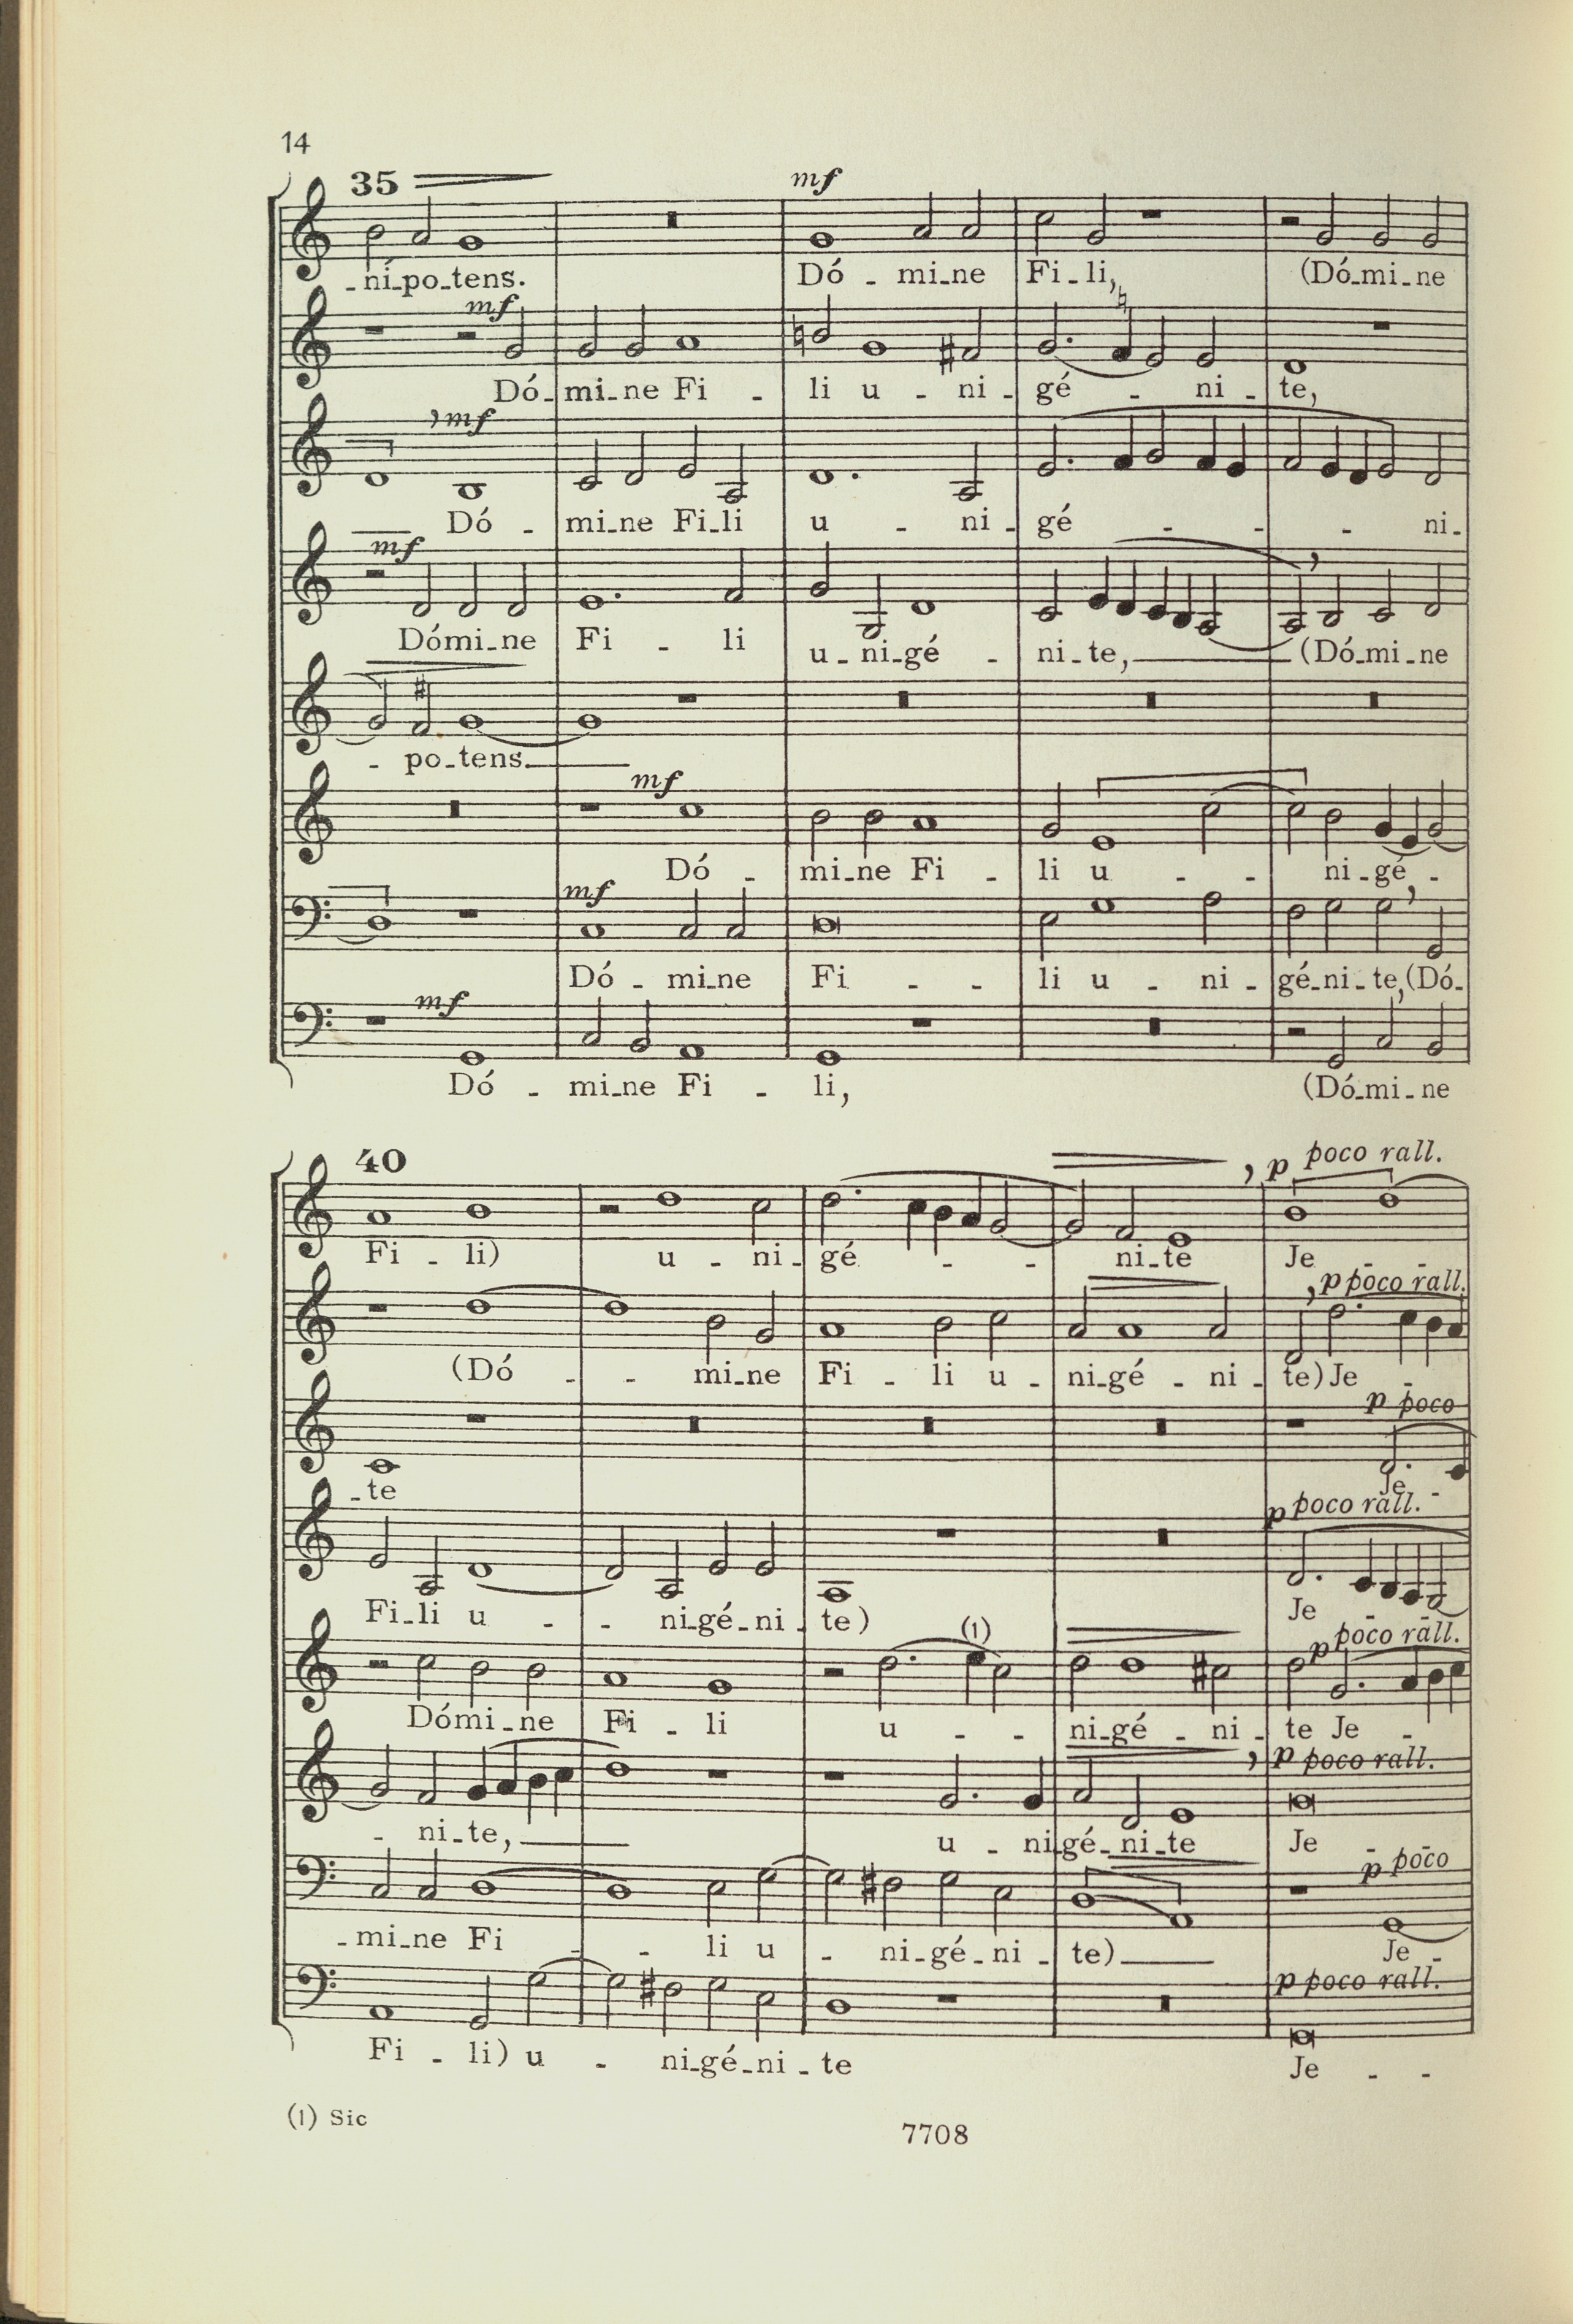 14
35
mf
- ní-po-tens. Dó - mi-ne Fi-li, (Dó-mi-ne
mf
Dó-mi-ne Fi - li u - ni - gé - ni - te,
, mf
Dó - mi-ne Fi-li u - ni - gé - - - ni-
mf
Dómi-ne Fi - li u-ni-gé - ni-te, (Dó-mi-ne
- po-tens
mf
Dó - mi-ne Fi - li u - - ni-gé -
mf
Dó - mi-ne Fi - - li u - ni - gé-ni-te, (Dó-
mf
Dó - mi-ne Fi - li, (Dó-mi-ne
40
, p poco rall.
Fi - li) u - ni - gé - - ni-te Je - -
, p poco rall.
(Dó - - mi-ne Fi - li u - ni-gé - ni - te) Je -
p poco
- te Je -
p poco rall.
Fi-li u - - ni-gé-ni - te) Je - -
(1)
p poco rall.
Dómi-ne Fi - li u - - ni-gé - ni - te Je -
, p poco rall.
- ni-te, u - ni-gé-ni-te Je - -
p poco
- mi-ne Fi - - li u - ni-gé-ni - te) Je -
p poco rall.
Fi - li) u - ni-gé-ni - te Je - -
(1) Sic
7708